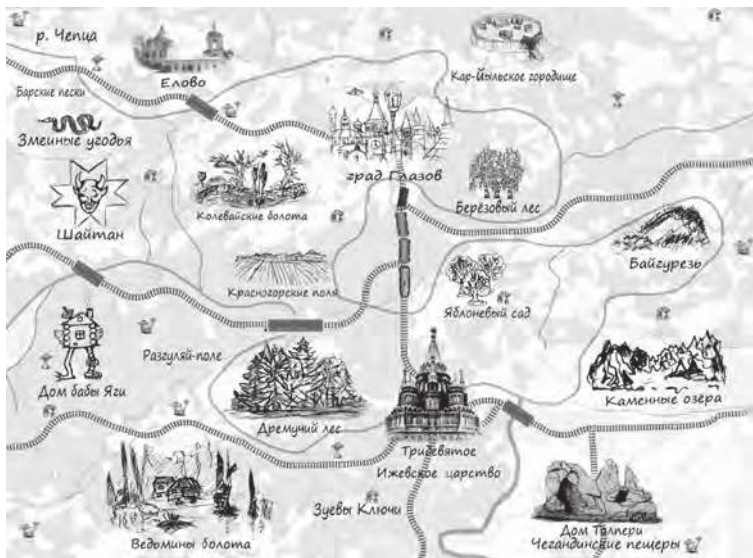 р. Чепца
Елово
Кар-Йыльское городище
Барские пески
Змеиные угодья
град Глазов
Колевайские болота
Берёзовый лес
Шайтан
Байгурезь
Красногорские поля
Яблоневый сад
Разгуляй-поле
Дом бабы Яги
Дремучий лес
Каменные озёра
Тридевятое
Ижевское царство
Зуевы Ключи
Ведьмины болота
Дом Толпери
Чегандинские пещеры